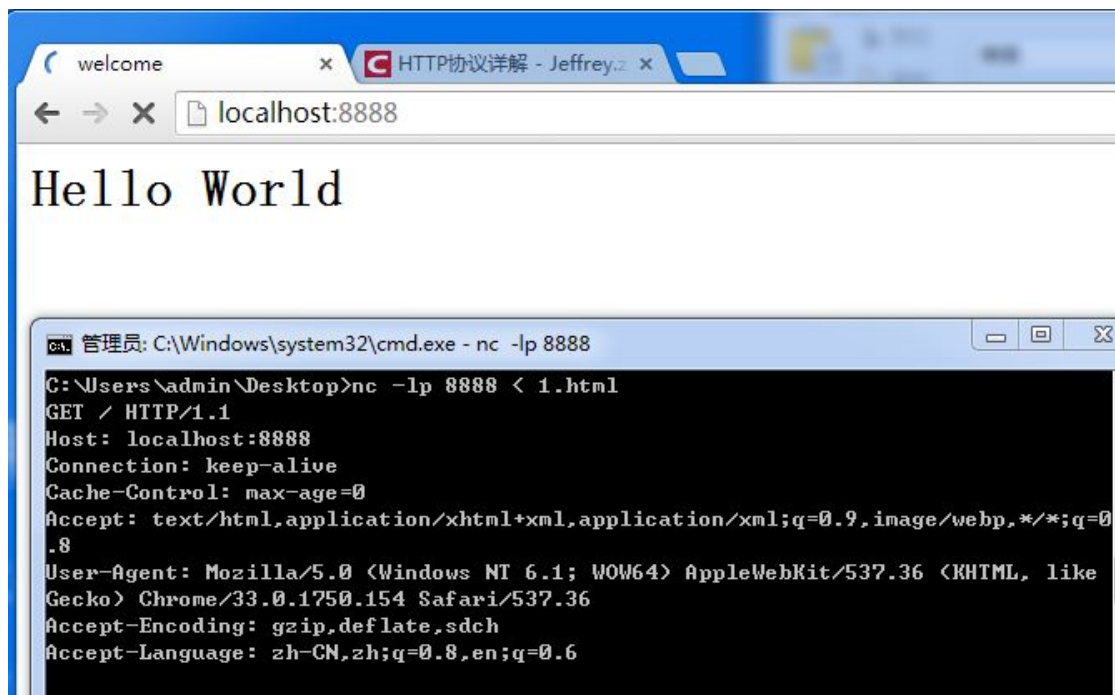 welcome
HTTP协议详解 - Jeffrey.z
localhost:8888
Hello World
管理员: C:\Windows\system32\cmd.exe - nc -lp 8888
C:\Users\admin\Desktop>nc -lp 8888 < 1.html
GET / HTTP/1.1
Host: localhost:8888
Connection: keep-alive
Cache-Control: max-age=0
Accept: text/html,application/xhtml+xml,application/xml;q=0.9,image/webp,*/*;q=0
.8
User-Agent: Mozilla/5.0 (Windows NT 6.1; WOW64) AppleWebKit/537.36 (KHTML, like
Gecko) Chrome/33.0.1750.154 Safari/537.36
Accept-Encoding: gzip,deflate,sdch
Accept-Language: zh-CN,zh;q=0.8,en;q=0.6